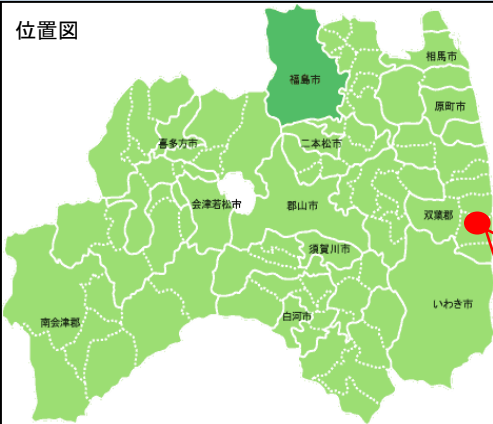 位置図
福島市
相馬市
原町市
喜多方市
二本松市
会津若松市
郡山市
双葉郡
須賀川市
いわき市
白河市
南会津郡